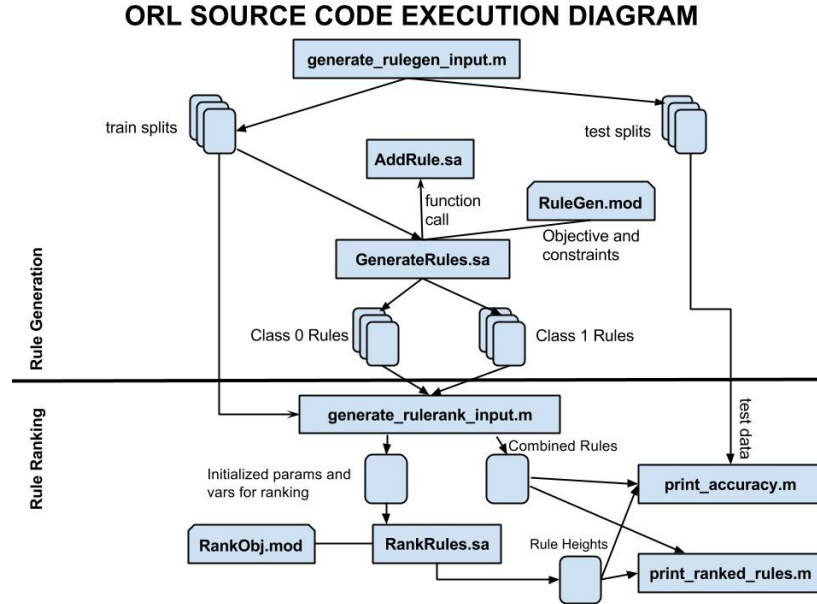 ORL SOURCE CODE EXECUTION DIAGRAM
generate_rulegen_input.m
train splits
test splits
AddRule.sa
function
call
RuleGen.mod
Objective and
constraints
GenerateRules.sa
Rule Generation
Class 0 Rules
Class 1 Rules
generate_rulerank_input.m
Rule Ranking
Combined Rules
test data
Initialized params and
vars for ranking
print_accuracy.m
RankObj.mod
RankRules.sa
Rule Heights
print_ranked_rules.m